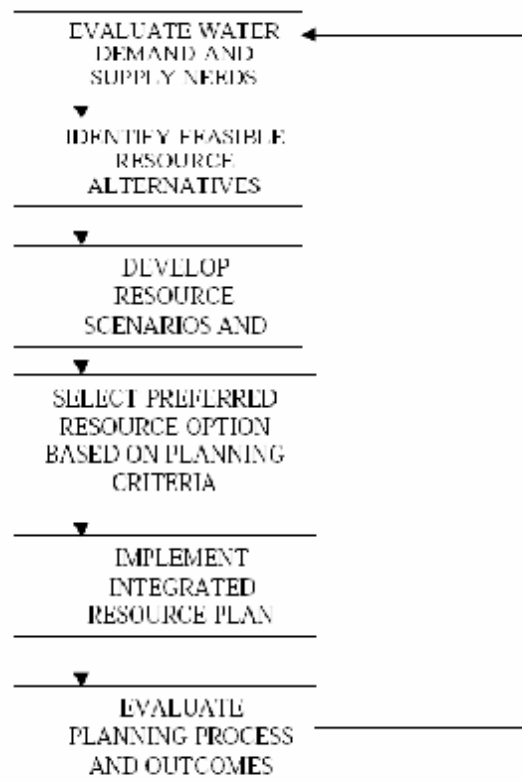 EVALUATE WATER
DEMAND AND
SUPPLY NEEDS
IDENTIFY FEASIBLE
RESOURCE
ALTERNATIVES
DEVELOP
RESOURCE
SCENARIOS AND
SELECT PREFERRED
RESOURCE OPTION
BASED ON PLANNING
CRITERIA
IMPLEMENT
INTEGRATED
RESOURCE PLAN
EVALUATE
PLANNING PROCESS
AND OUTCOMES